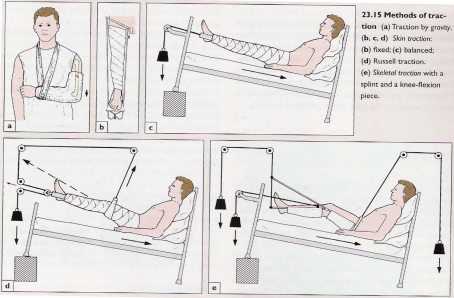 23.15 Methods of trac-
tion (a) Traction by gravity.
(b, c, d) Skin traction:
(b) fixed; (c) balanced;
(d) Russell traction.
(e) Skeletal traction with a
splint and a knee-flexion
piece.
a
b
c
d
e